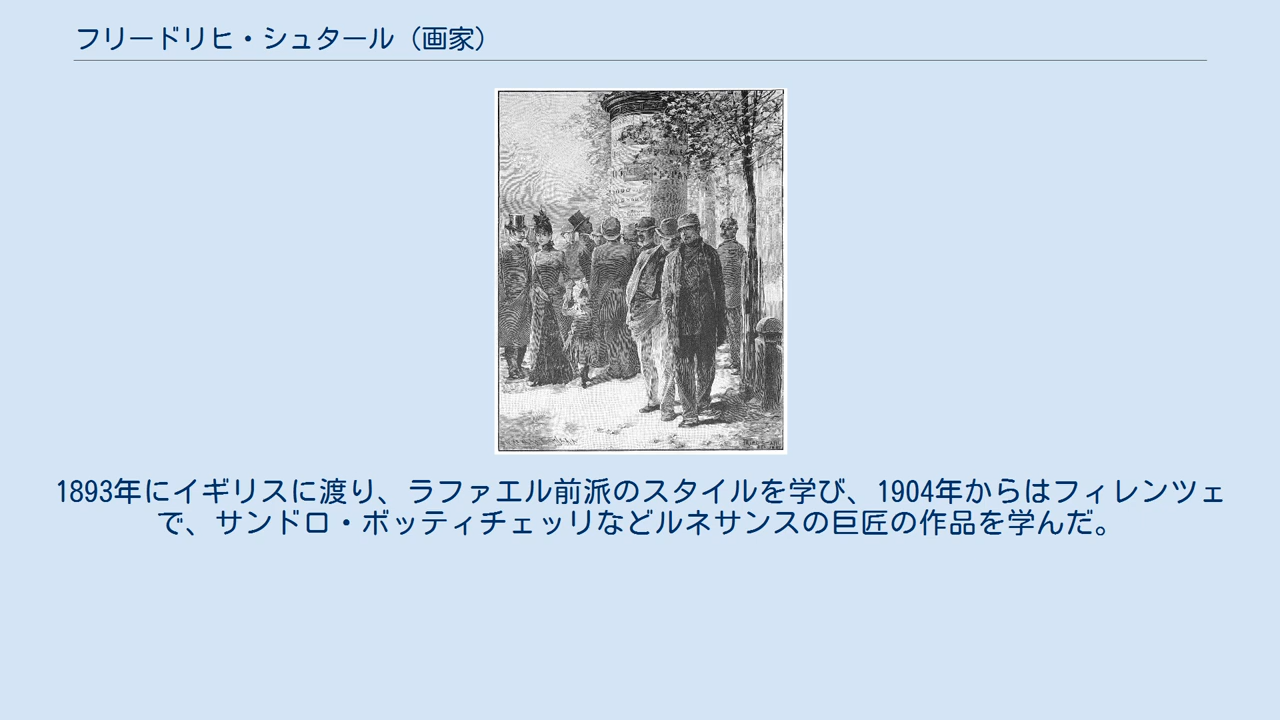 フリードリヒ・シュタール（画家）
1893年にイギリスに渡り、ラファエル前派のスタイルを学び、1904年からはフィレンツェ
で、サンドロ・ボッティチェッリなどルネサンスの巨匠の作品を学んだ。